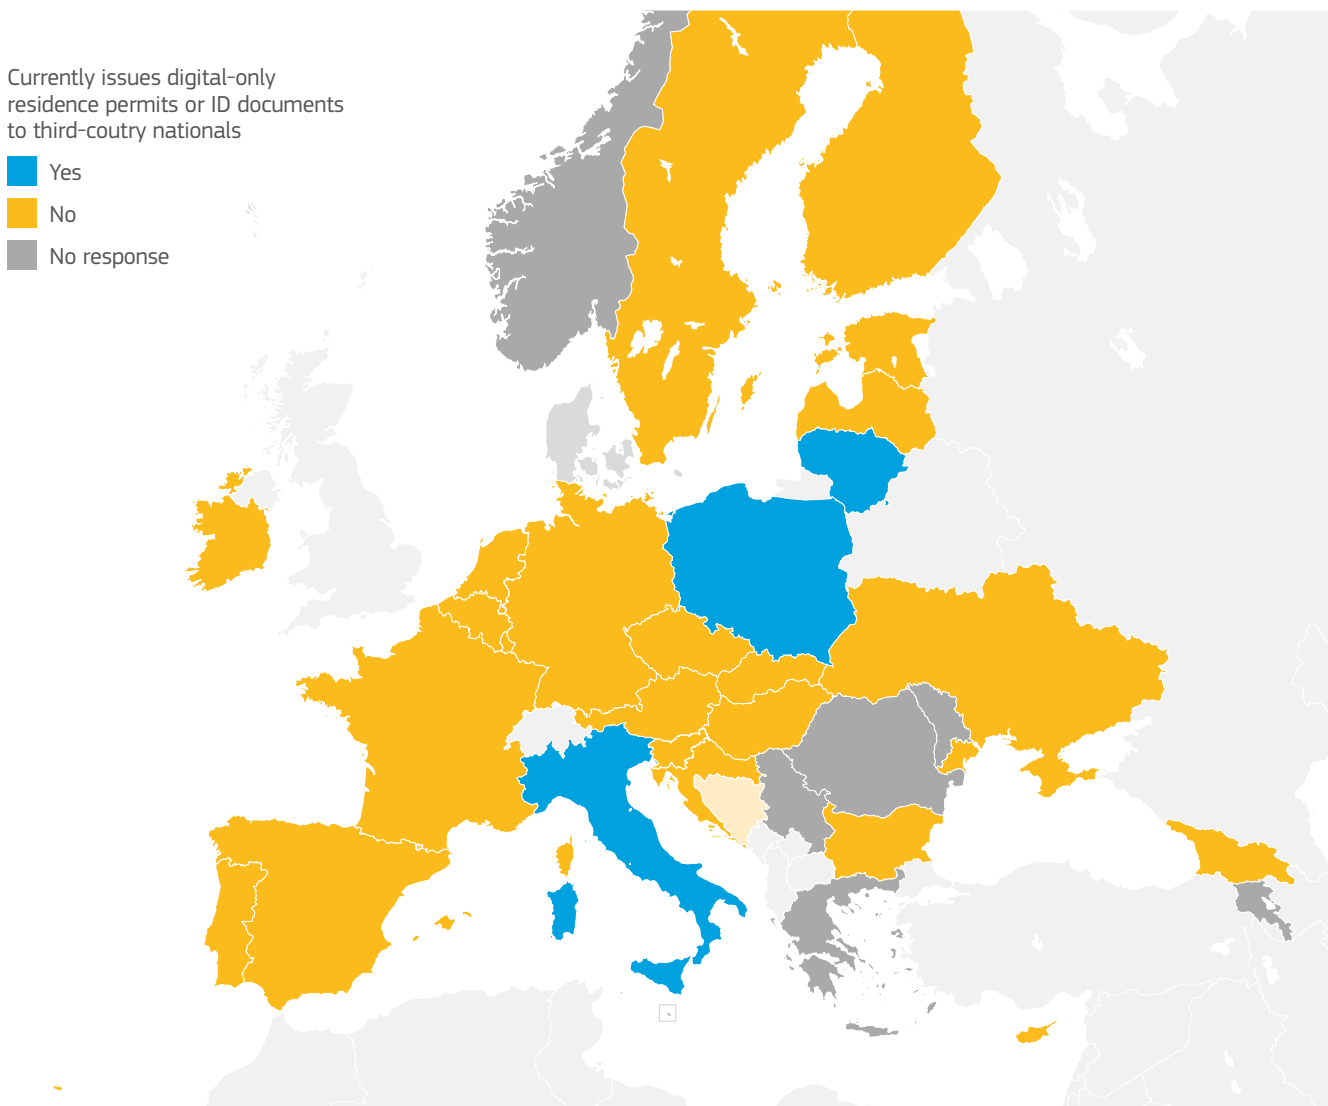 Currently issues digital-only
residence permits or ID documents
to third-coutry nationals
Yes
No
No response